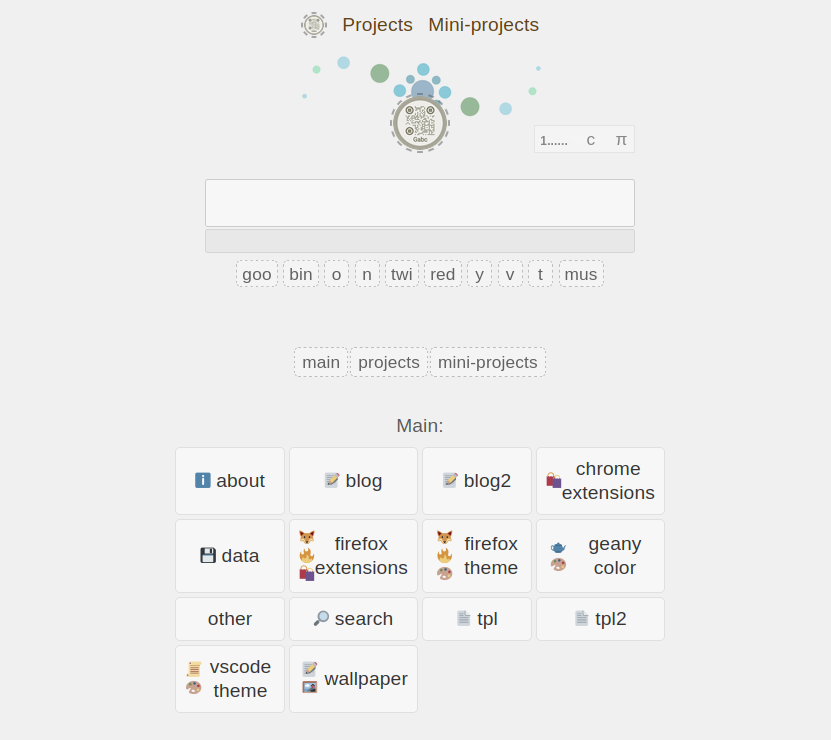 Projects Mini-projects
Gabc
1...... c π
goo bin o n twi red y v t mus
main projects mini-projects
Main:
about
blog
blog2
chrome
extensions
data
firefox
extensions
firefox
theme
geany
color
other
search
tpl
tpl2
vscode
theme
wallpaper